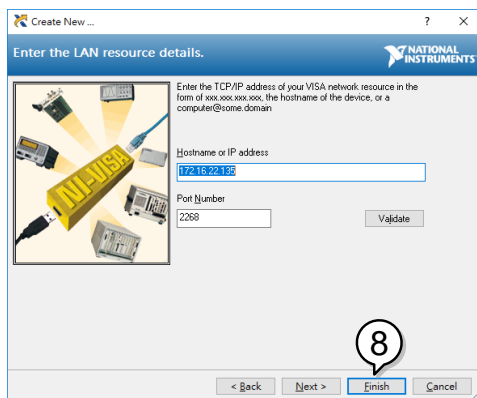 Create New ...
? ×
Enter the LAN resource details.
NATIONAL
INSTRUMENTS
Enter the TCP/IP address of your VISA network resource in the
form of xxx.xxx.xxx.xxx, the hostname of the device, or a
computer@some.domain
NI-VISA
Hostname or IP address
172.16.22.135
Port Number
2268
Validate
8
< Back
Next >
Finish
Cancel